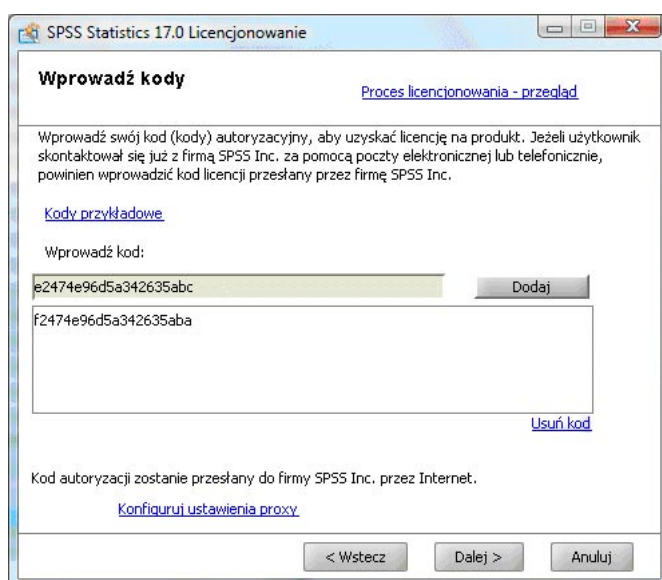 SPSS Statistics 17.0 Licencjonowanie
Wprowadź kody
Proces licencjonowania - przegląd
Wprowadź swój kod (kody) autoryzacyjny, aby uzyskać licencję na produkt. Jeżeli użytkownik
skontaktował się już z firmą SPSS Inc. za pomocą poczty elektronicznej lub telefonicznie,
powinien wprowadzić kod licencji przesłany przez firmę SPSS Inc.
Kody przykładowe
Wprowadź kod:
e2474e96d5a342635abc
Dodaj
f2474e96d5a342635aba
Usuń kod
Kod autoryzacji zostanie przesłany do firmy SPSS Inc. przez Internet.
Konfiguruj ustawienia proxy
< Wstecz
Dalej >
Anuluj